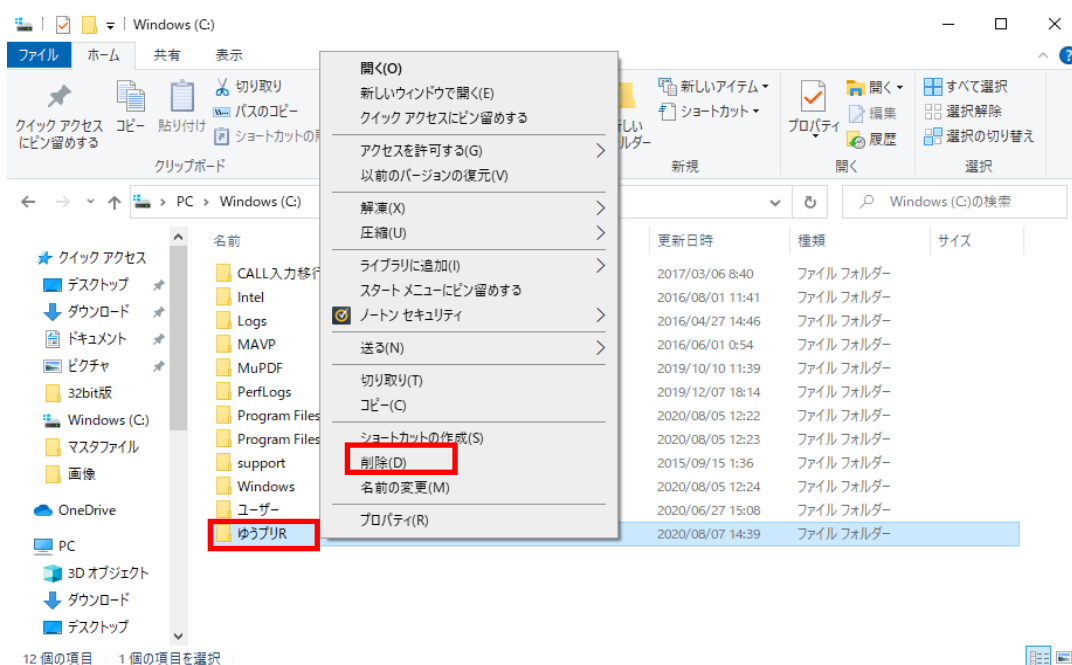 Windows (C:)
ファイル ホーム 共有 表示
クイック アクセス
にピン留めする
コピー
貼り付け
切り取り
パスのコピー
ショートカットの
クリップボード
新しいアイテム
ショートカット
新規
プロパティ
開く
編集
履歴
開く
すべて選択
選択解除
選択の切り替え
選択
PC Windows (C:)
Windows (C:)の検索
クイック アクセス
デスクトップ
ダウンロード
ドキュメント
ピクチャ
32bit版
Windows (C:)
マスタファイル
画像
OneDrive
PC
3D オブジェクト
ダウンロード
デスクトップ
名前 更新日時 種類 サイズ
CALL入力移行 2017/03/06 8:40 ファイル フォルダー
Intel 2016/08/01 11:41 ファイル フォルダー
Logs 2016/04/27 14:46 ファイル フォルダー
MAVP 2016/06/01 0:54 ファイル フォルダー
MuPDF 2019/10/10 11:39 ファイル フォルダー
PerfLogs 2019/12/07 18:14 ファイル フォルダー
Program Files 2020/08/05 12:22 ファイル フォルダー
Program Files 2020/08/05 12:23 ファイル フォルダー
support 2015/09/15 1:36 ファイル フォルダー
Windows 2020/08/05 12:24 ファイル フォルダー
ユーザー 2020/06/27 15:08 ファイル フォルダー
ゆうプリR 2020/08/07 14:39 ファイル フォルダー
開く(O)
新しいウィンドウで開く(E)
クイック アクセスにピン留めする
アクセスを許可する(G)
以前のバージョンの復元(V)
解凍(X)
圧縮(U)
ライブラリに追加(I)
スタート メニューにピン留めする
ノートン セキュリティ
送る(N)
切り取り(T)
コピー(C)
ショートカットの作成(S)
削除(D)
名前の変更(M)
プロパティ(R)
12 個の項目 1 個の項目を選択